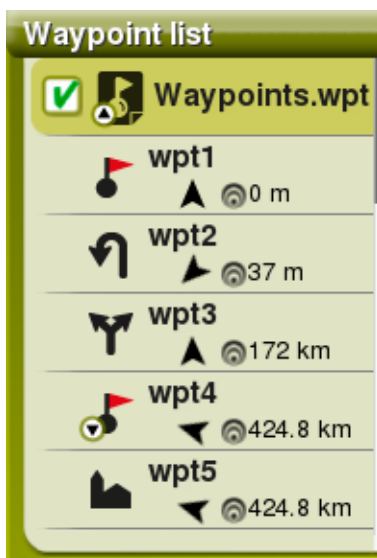 Waypoint list
Waypoints.wpt
wpt1
0 m
wpt2
37 m
wpt3
172 km
wpt4
424.8 km
wpt5
424.8 km